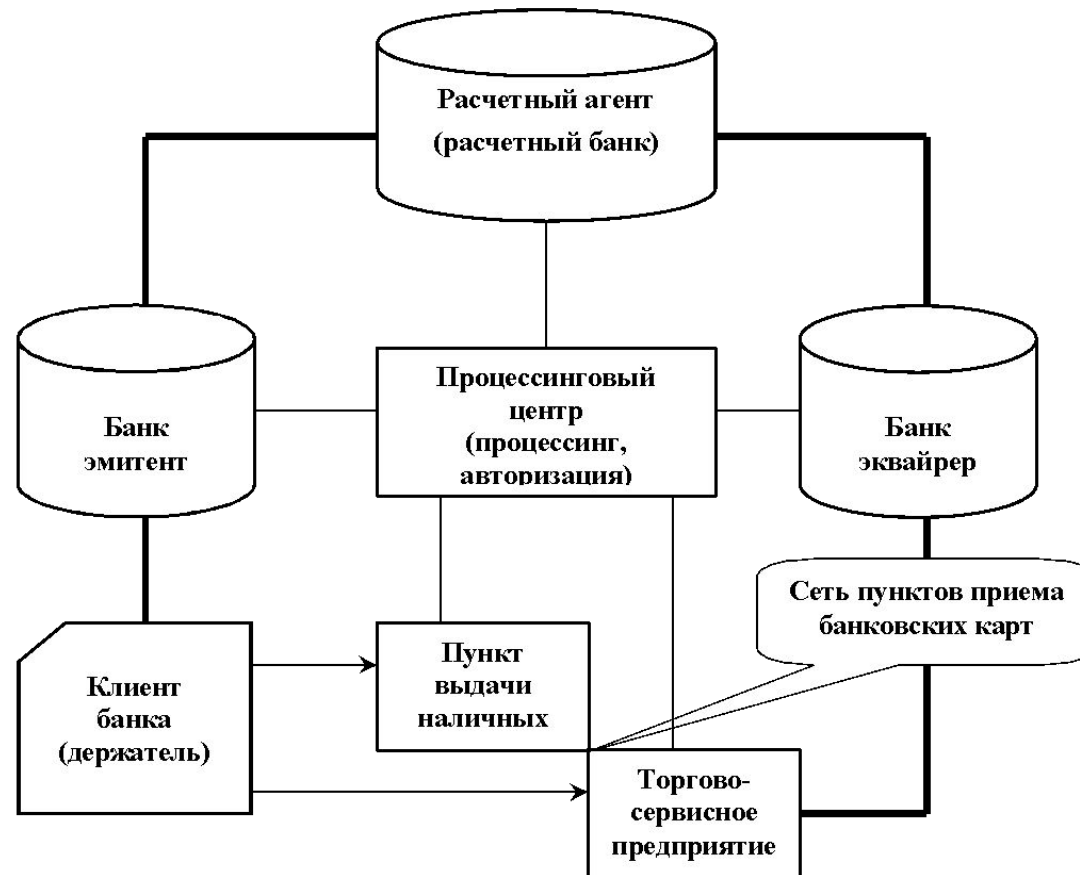 Расчетный агент
(расчетный банк)
Процессинговый
центр
(процессинг,
авторизация)
Банк
эмитент
Банк
эквайрер
Сеть пунктов приема
банковских карт
Клиент
банка
(держатель)
Пункт
выдачи
наличных
Торгово-
сервисное
предприятие